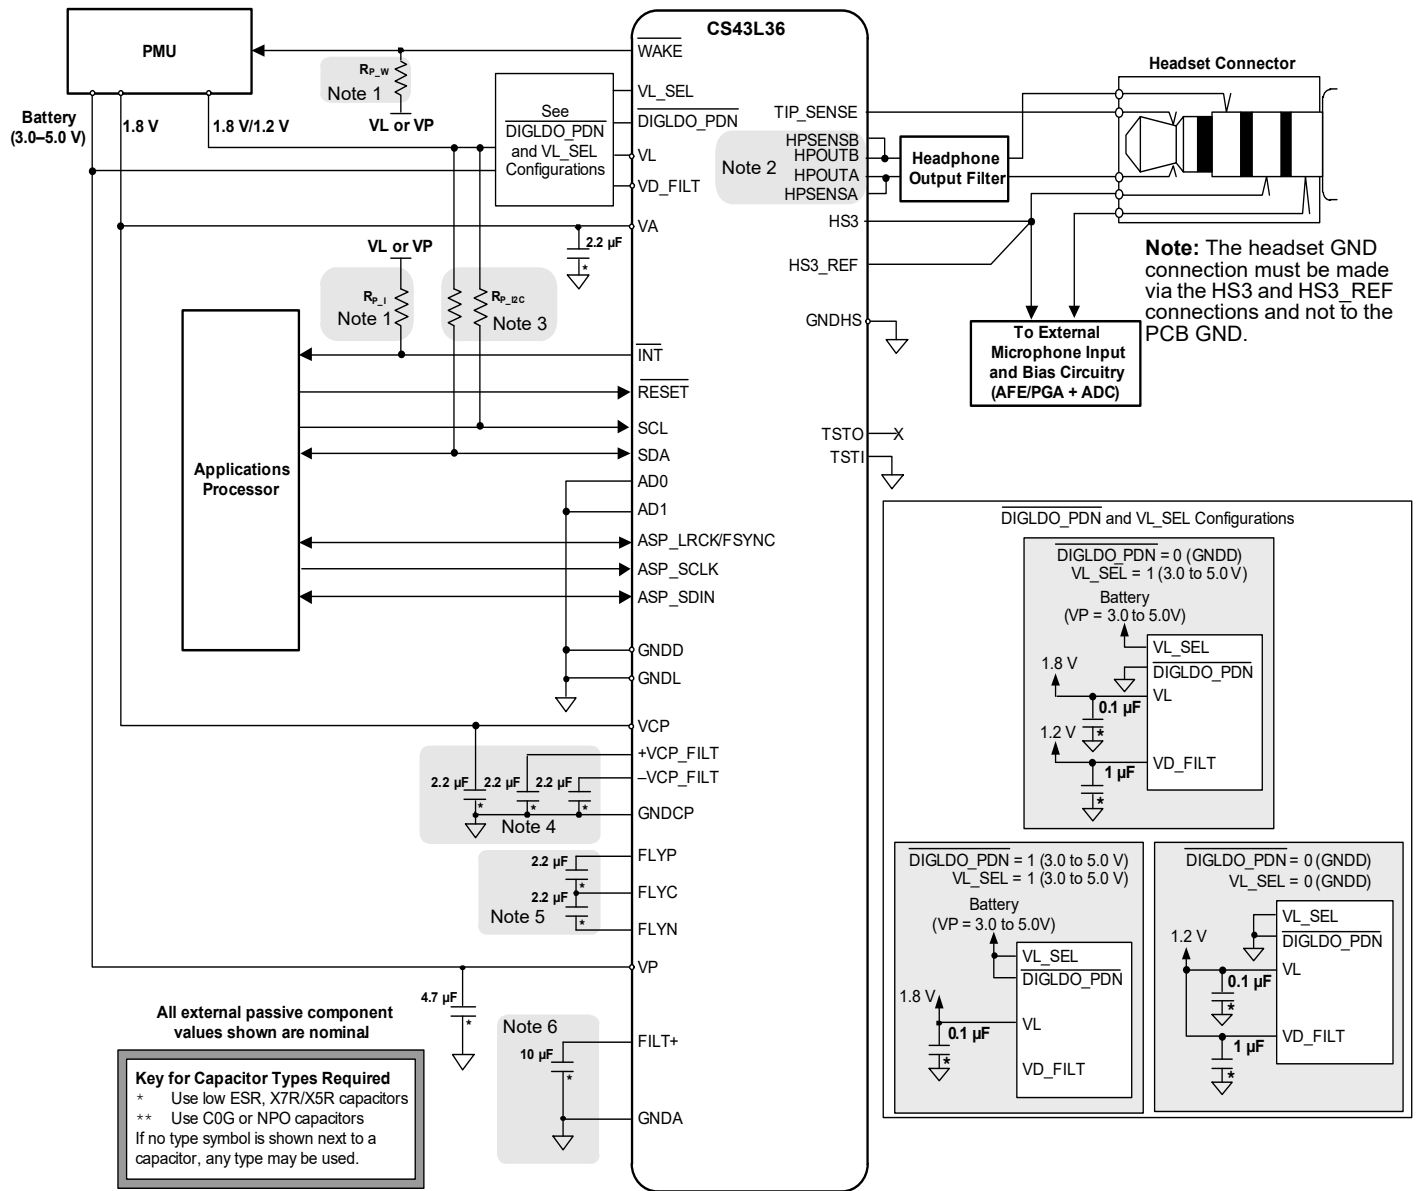 CS43L36
PMU
WAKE
R_P_W
Note 1
VL or VP
Battery
(3.0–5.0 V)
1.8 V
1.8 V/1.2 V
See
DIGLDO_PDN
and VL_SEL
Configurations
VL_SEL
DIGLDO_PDN
VL
VD_FILT
VA
2.2 µF
*
VL or VP
R_P_I
Note 1
R_P_I2C
Note 3
INT
RESET
SCL
SDA
AD0
AD1
Applications
Processor
ASP_LRCK/FSYNC
ASP_SCLK
ASP_SDIN
GNDD
GNDL
VCP
+VCP_FILT
–VCP_FILT
2.2 µF
2.2 µF
2.2 µF
*
*
*
GNDCP
Note 4
FLYP
2.2 µF
*
FLYC
2.2 µF
*
Note 5
FLYN
VP
4.7 µF
*
Note 6
FILT+
10 µF
*
GNDA
All external passive component
values shown are nominal
Key for Capacitor Types Required
* Use low ESR, X7R/X5R capacitors
** Use C0G or NPO capacitors
If no type symbol is shown next to a
capacitor, any type may be used.
Headset Connector
TIP_SENSE
HPSENSB
HPOUTB
Note 2
HPOUTA
HPSENSA
Headphone
Output Filter
HS3
HS3_REF
GNDHS
Note: The headset GND
connection must be made
via the HS3 and HS3_REF
connections and not to the
PCB GND.
To External
Microphone Input
and Bias Circuitry
(AFE/PGA + ADC)
TSTO
X
TSTI
DIGLDO_PDN and VL_SEL Configurations
DIGLDO_PDN = 0 (GNDD)
VL_SEL = 1 (3.0 to 5.0 V)
Battery
(VP = 3.0 to 5.0V)
VL_SEL
DIGLDO_PDN
1.8 V
VL
0.1 µF
*
1.2 V
VD_FILT
1 µF
*
DIGLDO_PDN = 1 (3.0 to 5.0 V)
VL_SEL = 1 (3.0 to 5.0 V)
Battery
(VP = 3.0 to 5.0V)
VL_SEL
DIGLDO_PDN
1.8 V
0.1 µF
*
VL
VD_FILT
DIGLDO_PDN = 0 (GNDD)
VL_SEL = 0 (GNDD)
VL_SEL
DIGLDO_PDN
1.2 V
VL
0.1 µF
*
VD_FILT
1 µF
*